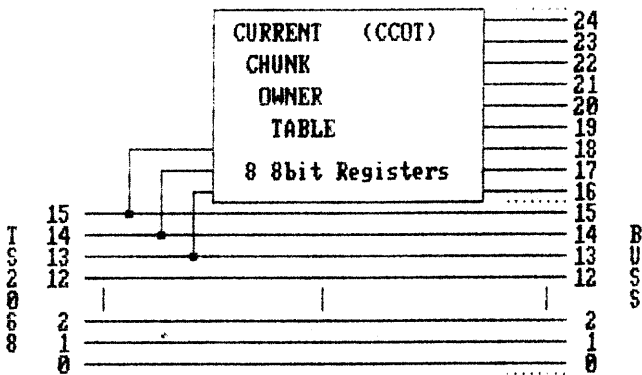 CURRENT (CCOT)
CHUNK
OWNER
TABLE
8 8bit Registers
24
23
22
21
20
19
18
17
16
15 15
14 14
13 13
12 12
2 2
1 1
0 0
TS2068
BUSS